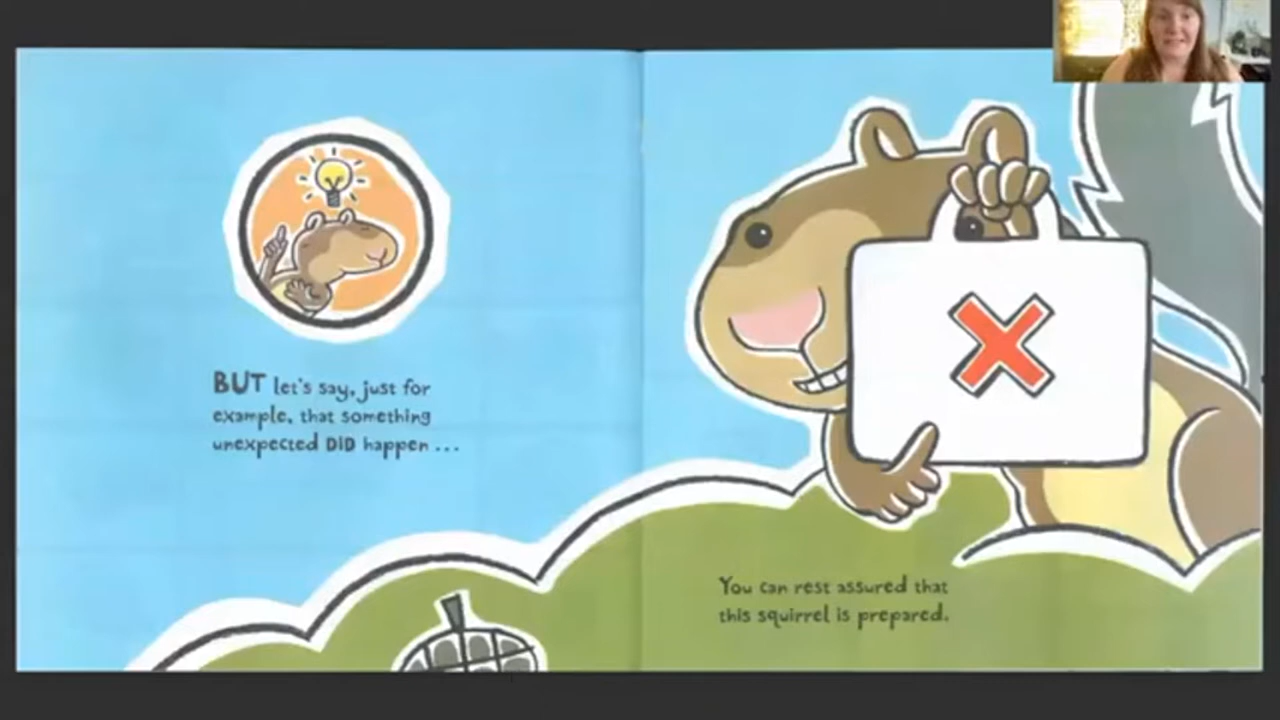 BUT let's say, just for
example, that something
unexpected DID happen ...
You can rest assured that
this squirrel is prepared.